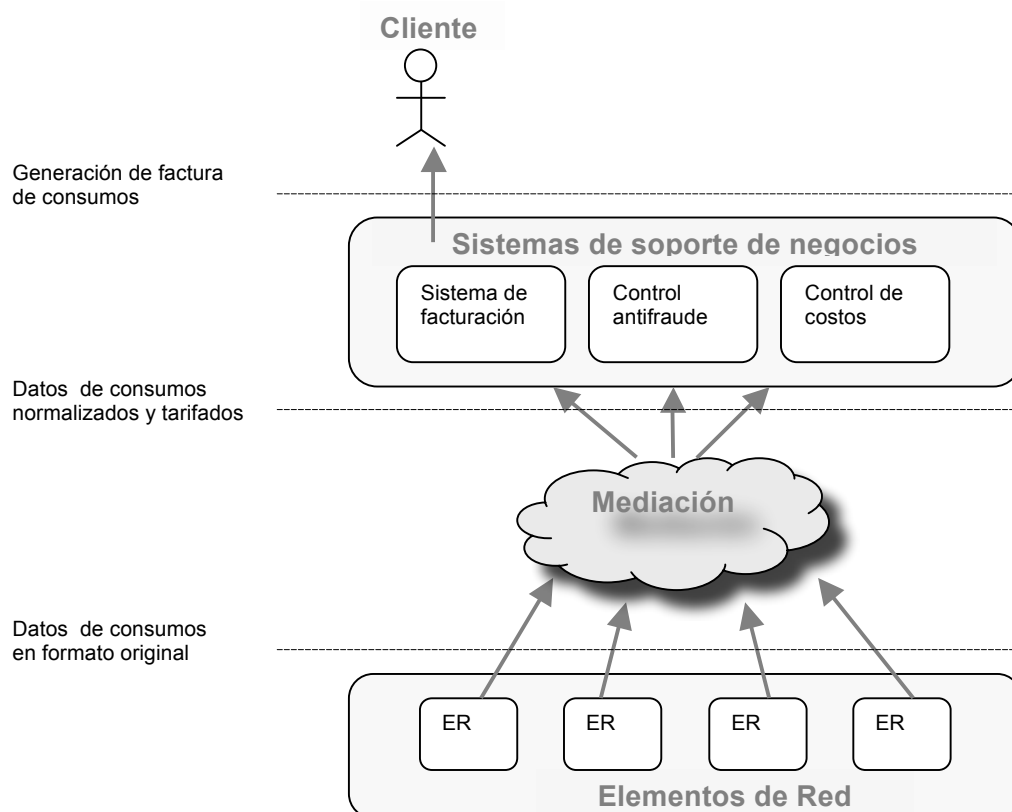 Cliente
Generación de factura
de consumos
Sistemas de soporte de negocios
Sistema de
facturación
Control
antifraude
Control de
costos
Datos de consumos
normalizados y tarifados
Mediación
Datos de consumos
en formato original
ER
ER
ER
ER
Elementos de Red